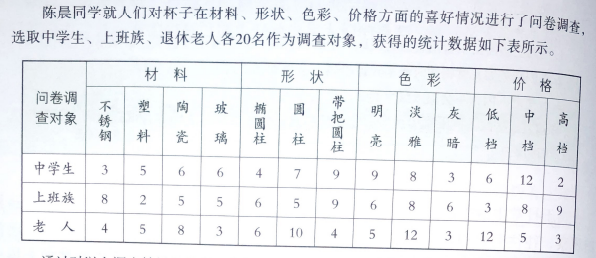 陈晨同学就人们对杯子在材料、形状、色彩、价格方面的喜好情况进行了问卷调查，
选取中学生、上班族、退休老人各20名作为调查对象，获得的统计数据如下表所示。
问卷调查对象 材料 形状 色彩 价格
不锈钢 塑料 陶瓷 玻璃 椭圆柱 圆柱 带把圆柱 明亮 淡雅 灰暗 低档 中档 高档
中学生 3 5 6 6 4 7 9 9 8 3 6 12 2
上班族 8 2 5 5 6 5 9 6 8 6 3 8 9
老人 4 5 8 3 6 10 4 5 12 3 12 5 3